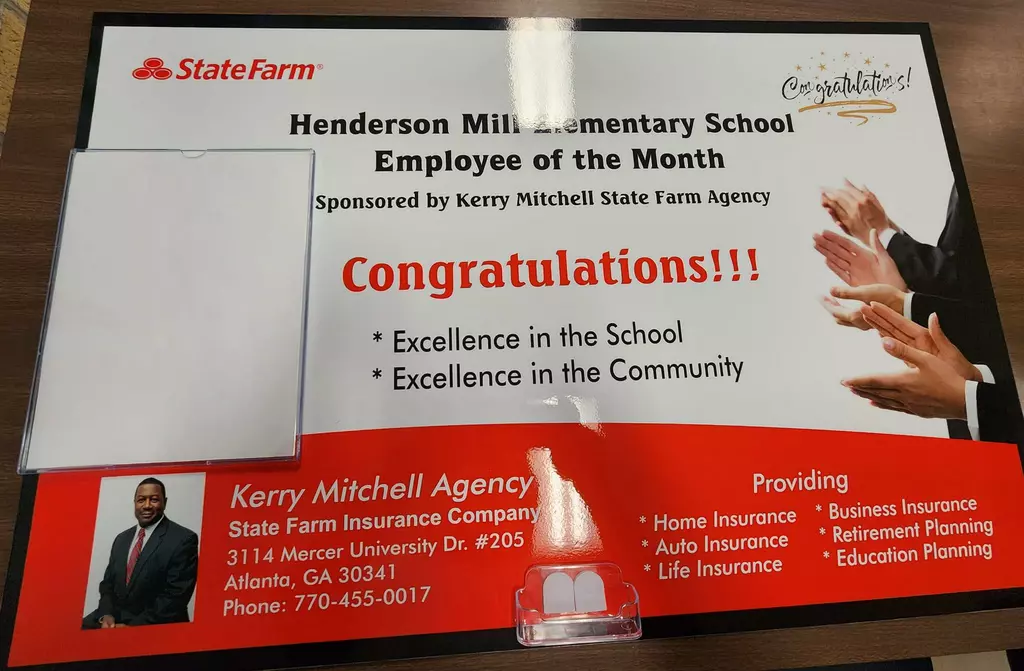 StateFarm®
Congratulations!
Henderson Mill Elementary School
Employee of the Month
Sponsored by Kerry Mitchell State Farm Agency
Congratulations!!!
* Excellence in the School
* Excellence in the Community
Kerry Mitchell Agency
State Farm Insurance Company
3114 Mercer University Dr. #205
Atlanta, GA 30341
Phone: 770-455-0017
Providing
* Home Insurance
* Auto Insurance
* Life Insurance
* Business Insurance
* Retirement Planning
* Education Planning